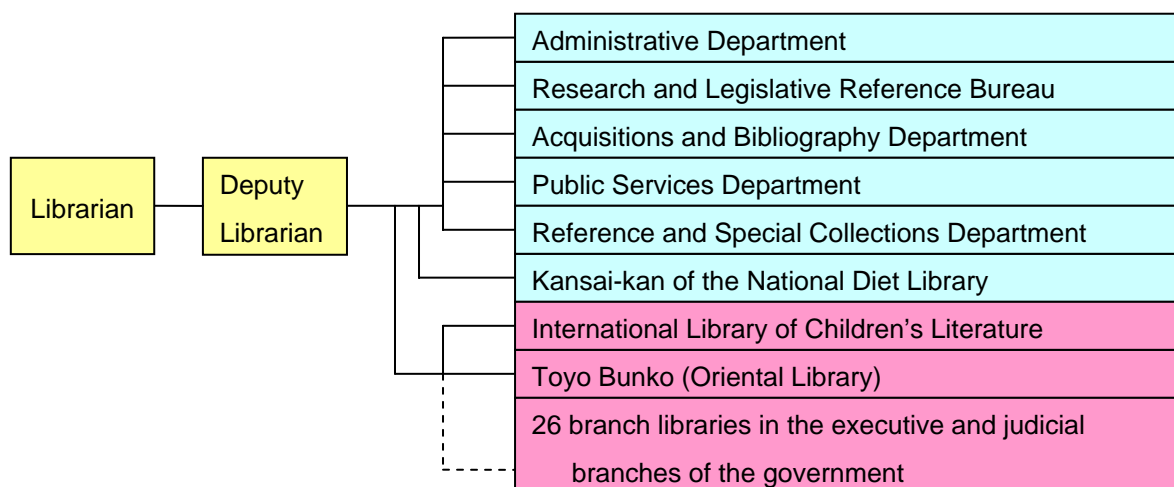 Librarian
Deputy
Librarian
Administrative Department
Research and Legislative Reference Bureau
Acquisitions and Bibliography Department
Public Services Department
Reference and Special Collections Department
Kansai-kan of the National Diet Library
International Library of Children’s Literature
Toyo Bunko (Oriental Library)
26 branch libraries in the executive and judicial
branches of the government